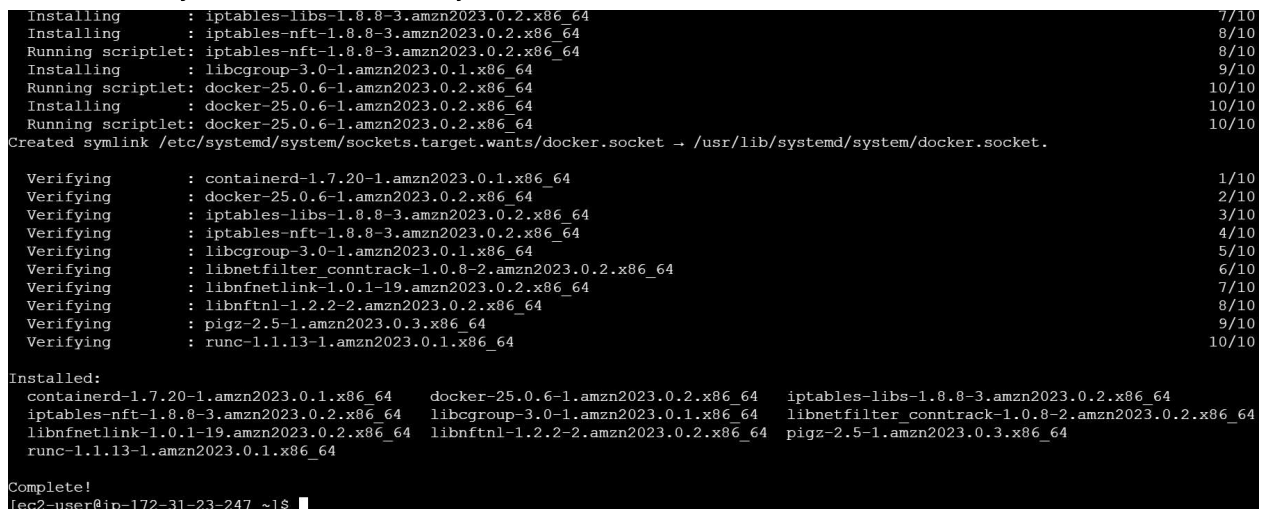 Installing : iptables-libs-1.8.8-3.amzn2023.0.2.x86_64 7/10
Installing : iptables-nft-1.8.8-3.amzn2023.0.2.x86_64 8/10
Running scriptlet: iptables-nft-1.8.8-3.amzn2023.0.2.x86_64 8/10
Installing : libcgroup-3.0-1.amzn2023.0.1.x86_64 9/10
Running scriptlet: docker-25.0.6-1.amzn2023.0.2.x86_64 10/10
Installing : docker-25.0.6-1.amzn2023.0.2.x86_64 10/10
Running scriptlet: docker-25.0.6-1.amzn2023.0.2.x86_64 10/10
Created symlink /etc/systemd/system/sockets.target.wants/docker.socket → /usr/lib/systemd/system/docker.socket.
Verifying : containerd-1.7.20-1.amzn2023.0.1.x86_64 1/10
Verifying : docker-25.0.6-1.amzn2023.0.2.x86_64 2/10
Verifying : iptables-libs-1.8.8-3.amzn2023.0.2.x86_64 3/10
Verifying : iptables-nft-1.8.8-3.amzn2023.0.2.x86_64 4/10
Verifying : libcgroup-3.0-1.amzn2023.0.1.x86_64 5/10
Verifying : libnetfilter_conntrack-1.0.8-2.amzn2023.0.2.x86_64 6/10
Verifying : libnfnetlink-1.0.1-19.amzn2023.0.2.x86_64 7/10
Verifying : libnftnl-1.2.2-2.amzn2023.0.2.x86_64 8/10
Verifying : pigz-2.5-1.amzn2023.0.3.x86_64 9/10
Verifying : runc-1.1.13-1.amzn2023.0.1.x86_64 10/10
Installed:
containerd-1.7.20-1.amzn2023.0.1.x86_64 docker-25.0.6-1.amzn2023.0.2.x86_64 iptables-libs-1.8.8-3.amzn2023.0.2.x86_64
iptables-nft-1.8.8-3.amzn2023.0.2.x86_64 libcgroup-3.0-1.amzn2023.0.1.x86_64 libnetfilter_conntrack-1.0.8-2.amzn2023.0.2.x86_64
libnfnetlink-1.0.1-19.amzn2023.0.2.x86_64 libnftnl-1.2.2-2.amzn2023.0.2.x86_64 pigz-2.5-1.amzn2023.0.3.x86_64
runc-1.1.13-1.amzn2023.0.1.x86_64
Complete!
[ec2-user@ip-172-31-23-247 ~]$